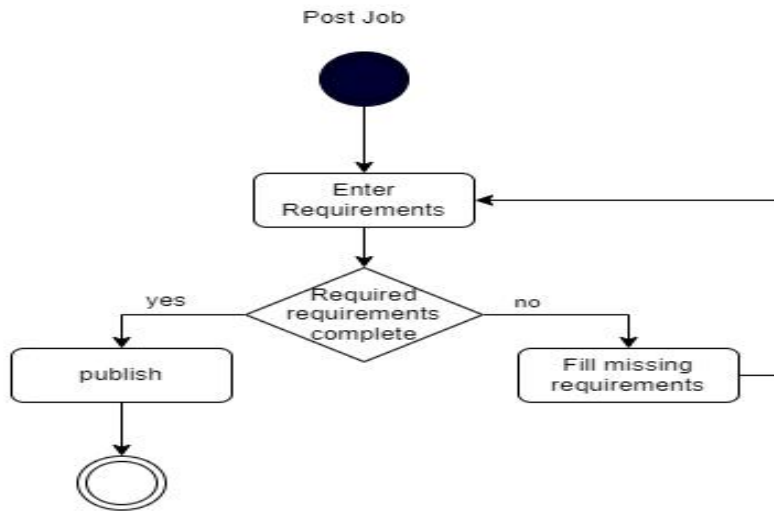 Post Job
Enter
Requirements
Required
requirements
complete
yes
no
publish
Fill missing
requirements